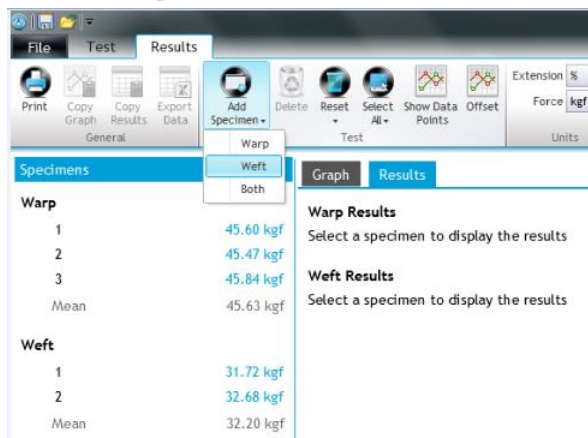 File Test Results
Print Copy Graph Copy Results Export Data Add Specimen Delete Reset Select All Show Data Points Offset Extension % Force kgf
General Test Units
Warp
Weft
Both
Specimens
Graph Results
Warp
1 45.60 kgf
2 45.47 kgf
3 45.84 kgf
Mean 45.63 kgf
Weft
1 31.72 kgf
2 32.68 kgf
Mean 32.20 kgf
Warp Results
Select a specimen to display the results
Weft Results
Select a specimen to display the results